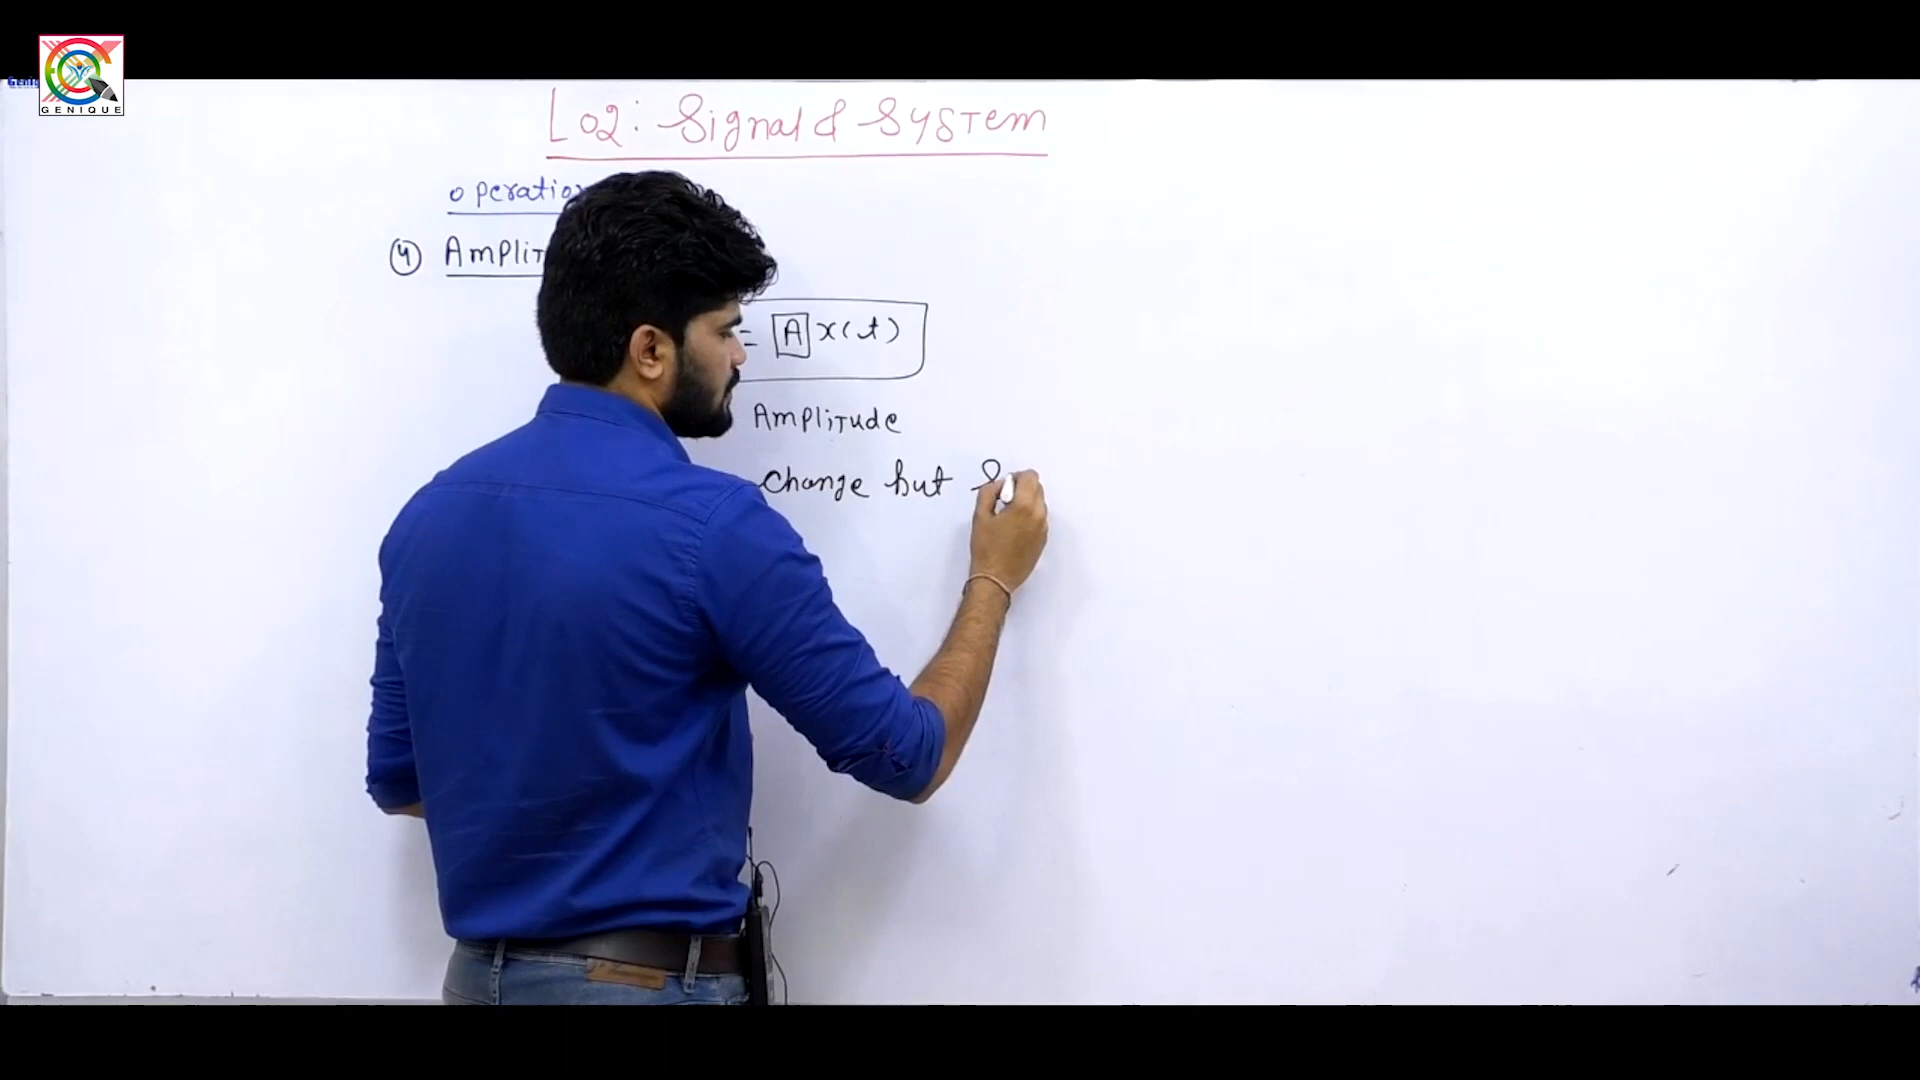 GENIQUE
L02: Signal & System
operation
④ Amplit
= A x(t)
Amplitude
change but